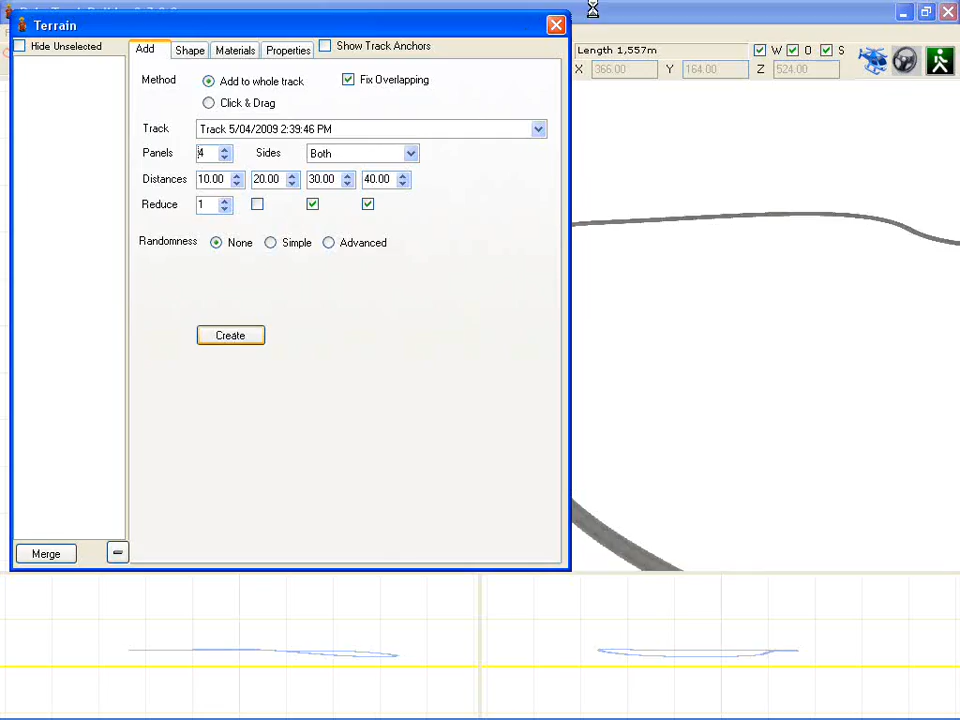 Terrain
Hide Unselected
Add
Shape
Materials
Properties
Show Track Anchors
Method
Add to whole track
Fix Overlapping
Click & Drag
Track
Track 5/04/2009 2:39:46 PM
Panels
4
Sides
Both
Distances
10.00
20.00
30.00
40.00
Reduce
1
Randomness
None
Simple
Advanced
Create
Merge
Length 1,557m
W
O
S
X
366.00
Y
164.00
Z
524.00